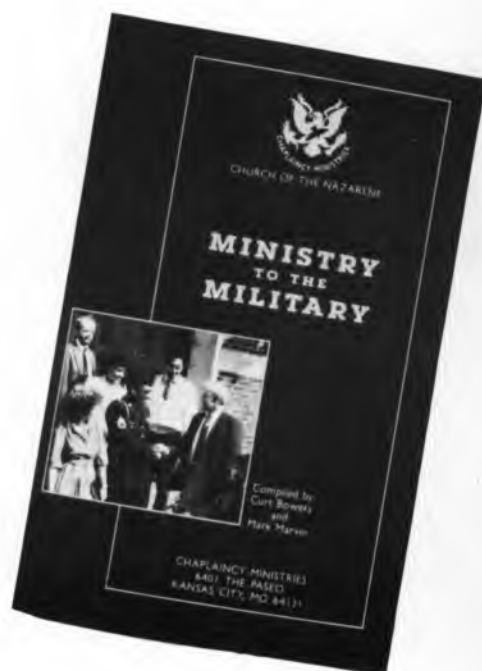 CHAPLAINCY MINISTRIES
CHURCH OF THE NAZARENE
MINISTRY
TO THE
MILITARY
Compiled by
Curt Bowers
and
Mark Marvin
CHAPLAINCY MINISTRIES
6401 THE PASEO
KANSAS CITY, MO 64131